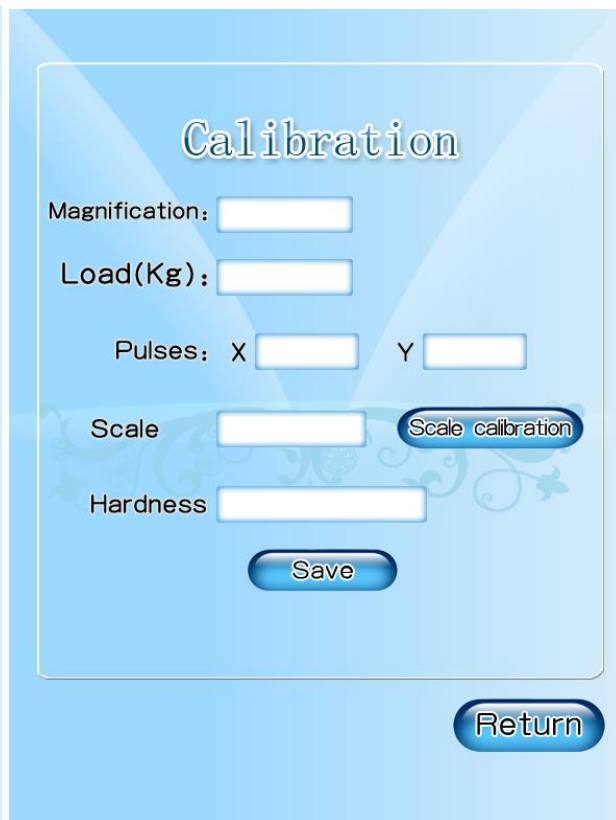 Calibration
Magnification:
Load(Kg):
Pulses: X Y
Scale Scale calibration
Hardness
Save
Return